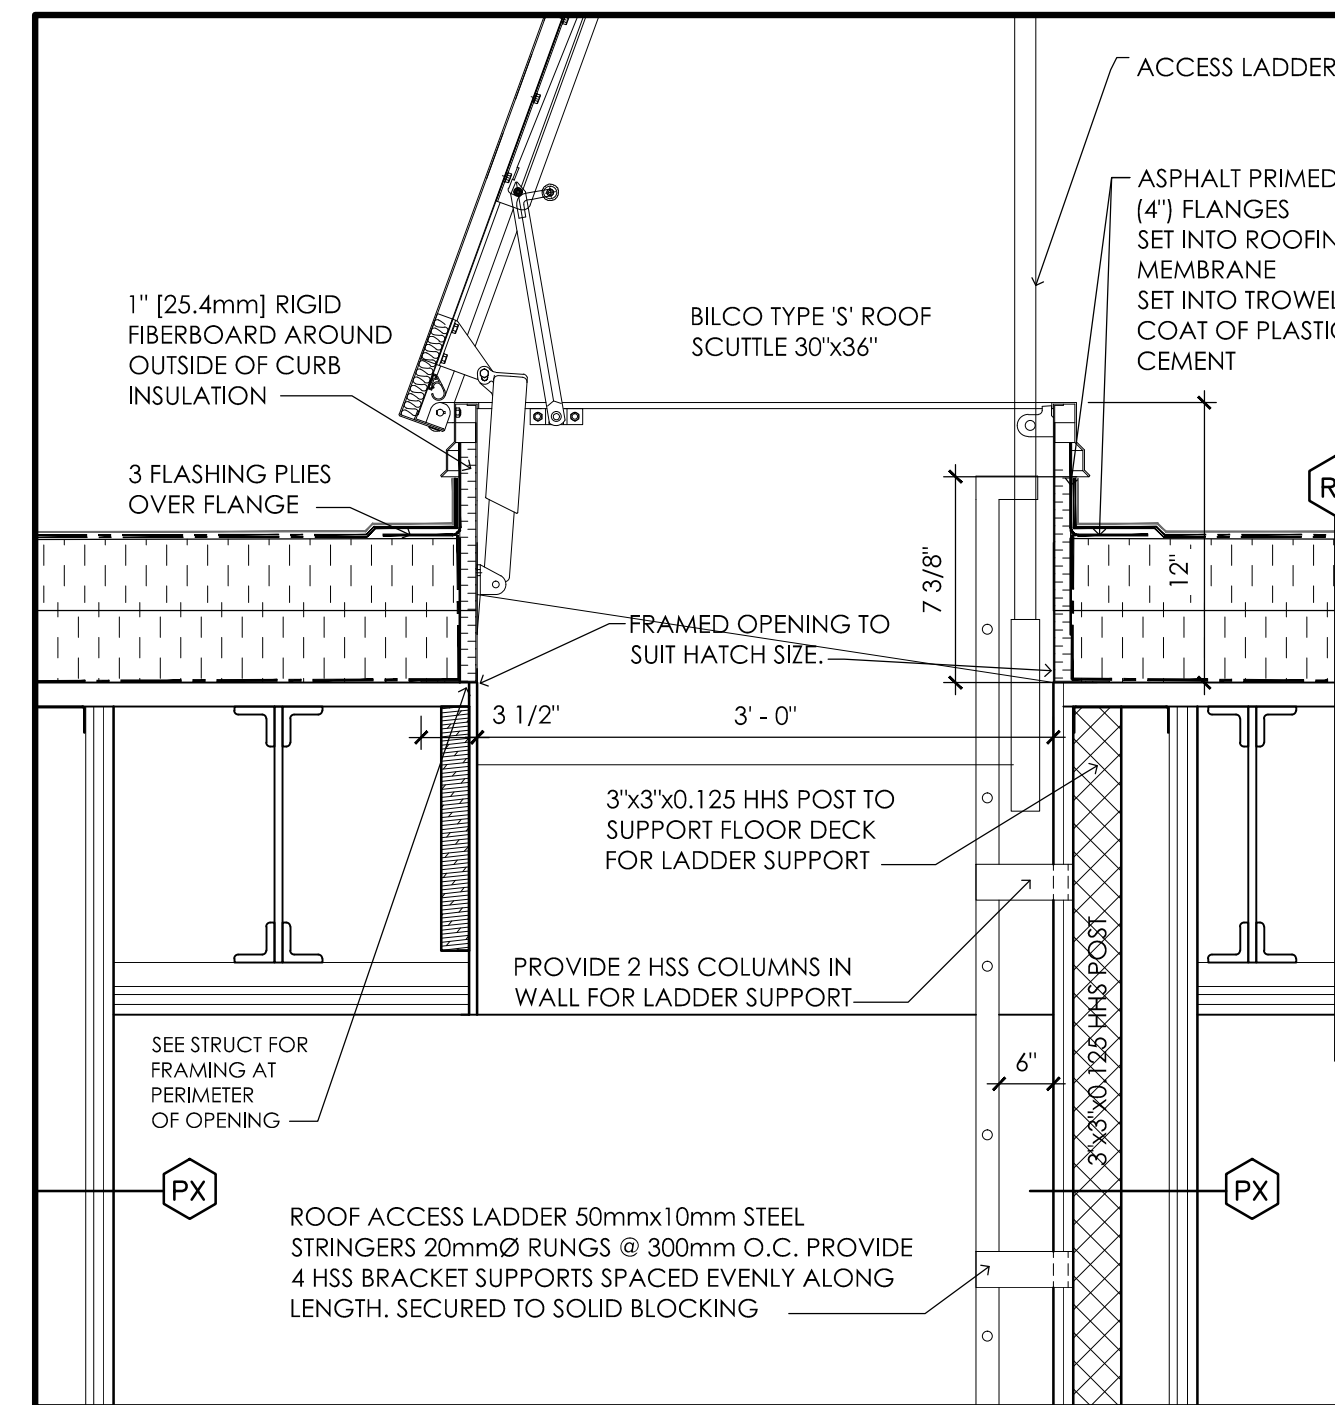 ACCESS LADDER
ASPHALT PRIMED
(4") FLANGES
SET INTO ROOFIN
MEMBRANE
SET INTO TROWEL
COAT OF PLASTIC
CEMENT
1" [25.4mm] RIGID
FIBERBOARD AROUND
OUTSIDE OF CURB
INSULATION
BILCO TYPE 'S' ROOF
SCUTTLE 30"x36"
3 FLASHING PLIES
OVER FLANGE
R
7 3/8"
12"
FRAMED OPENING TO
SUIT HATCH SIZE.
3 1/2"
3' - 0"
3"x3"x0.125 HHS POST TO
SUPPORT FLOOR DECK
FOR LADDER SUPPORT
PROVIDE 2 HSS COLUMNS IN
WALL FOR LADDER SUPPORT
3"x3"x0.125 HHS POST
SEE STRUCT FOR
FRAMING AT
PERIMETER
OF OPENING
6"
PX
PX
ROOF ACCESS LADDER 50mmx10mm STEEL
STRINGERS 20mmØ RUNGS @ 300mm O.C. PROVIDE
4 HSS BRACKET SUPPORTS SPACED EVENLY ALONG
LENGTH. SECURED TO SOLID BLOCKING